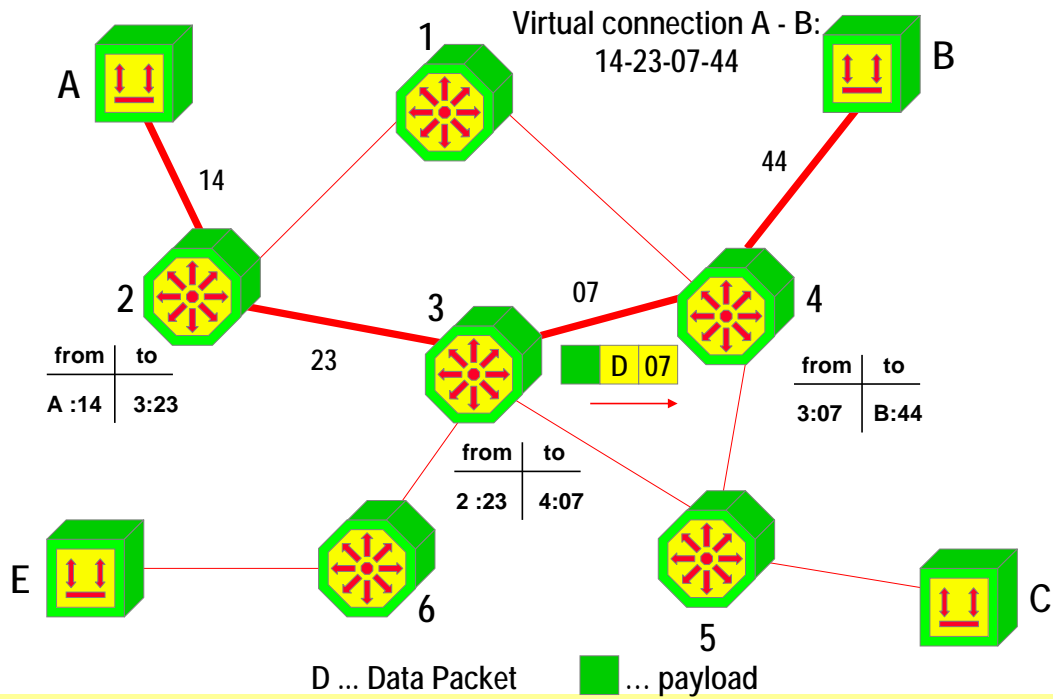 Virtual connection A - B:
14-23-07-44
A
1
B
14
44
2
3
07
4
23
D 07
from to
A :14 3:23
from to
3:07 B:44
from to
2 :23 4:07
E
6
5
C
D ... Data Packet
... payload